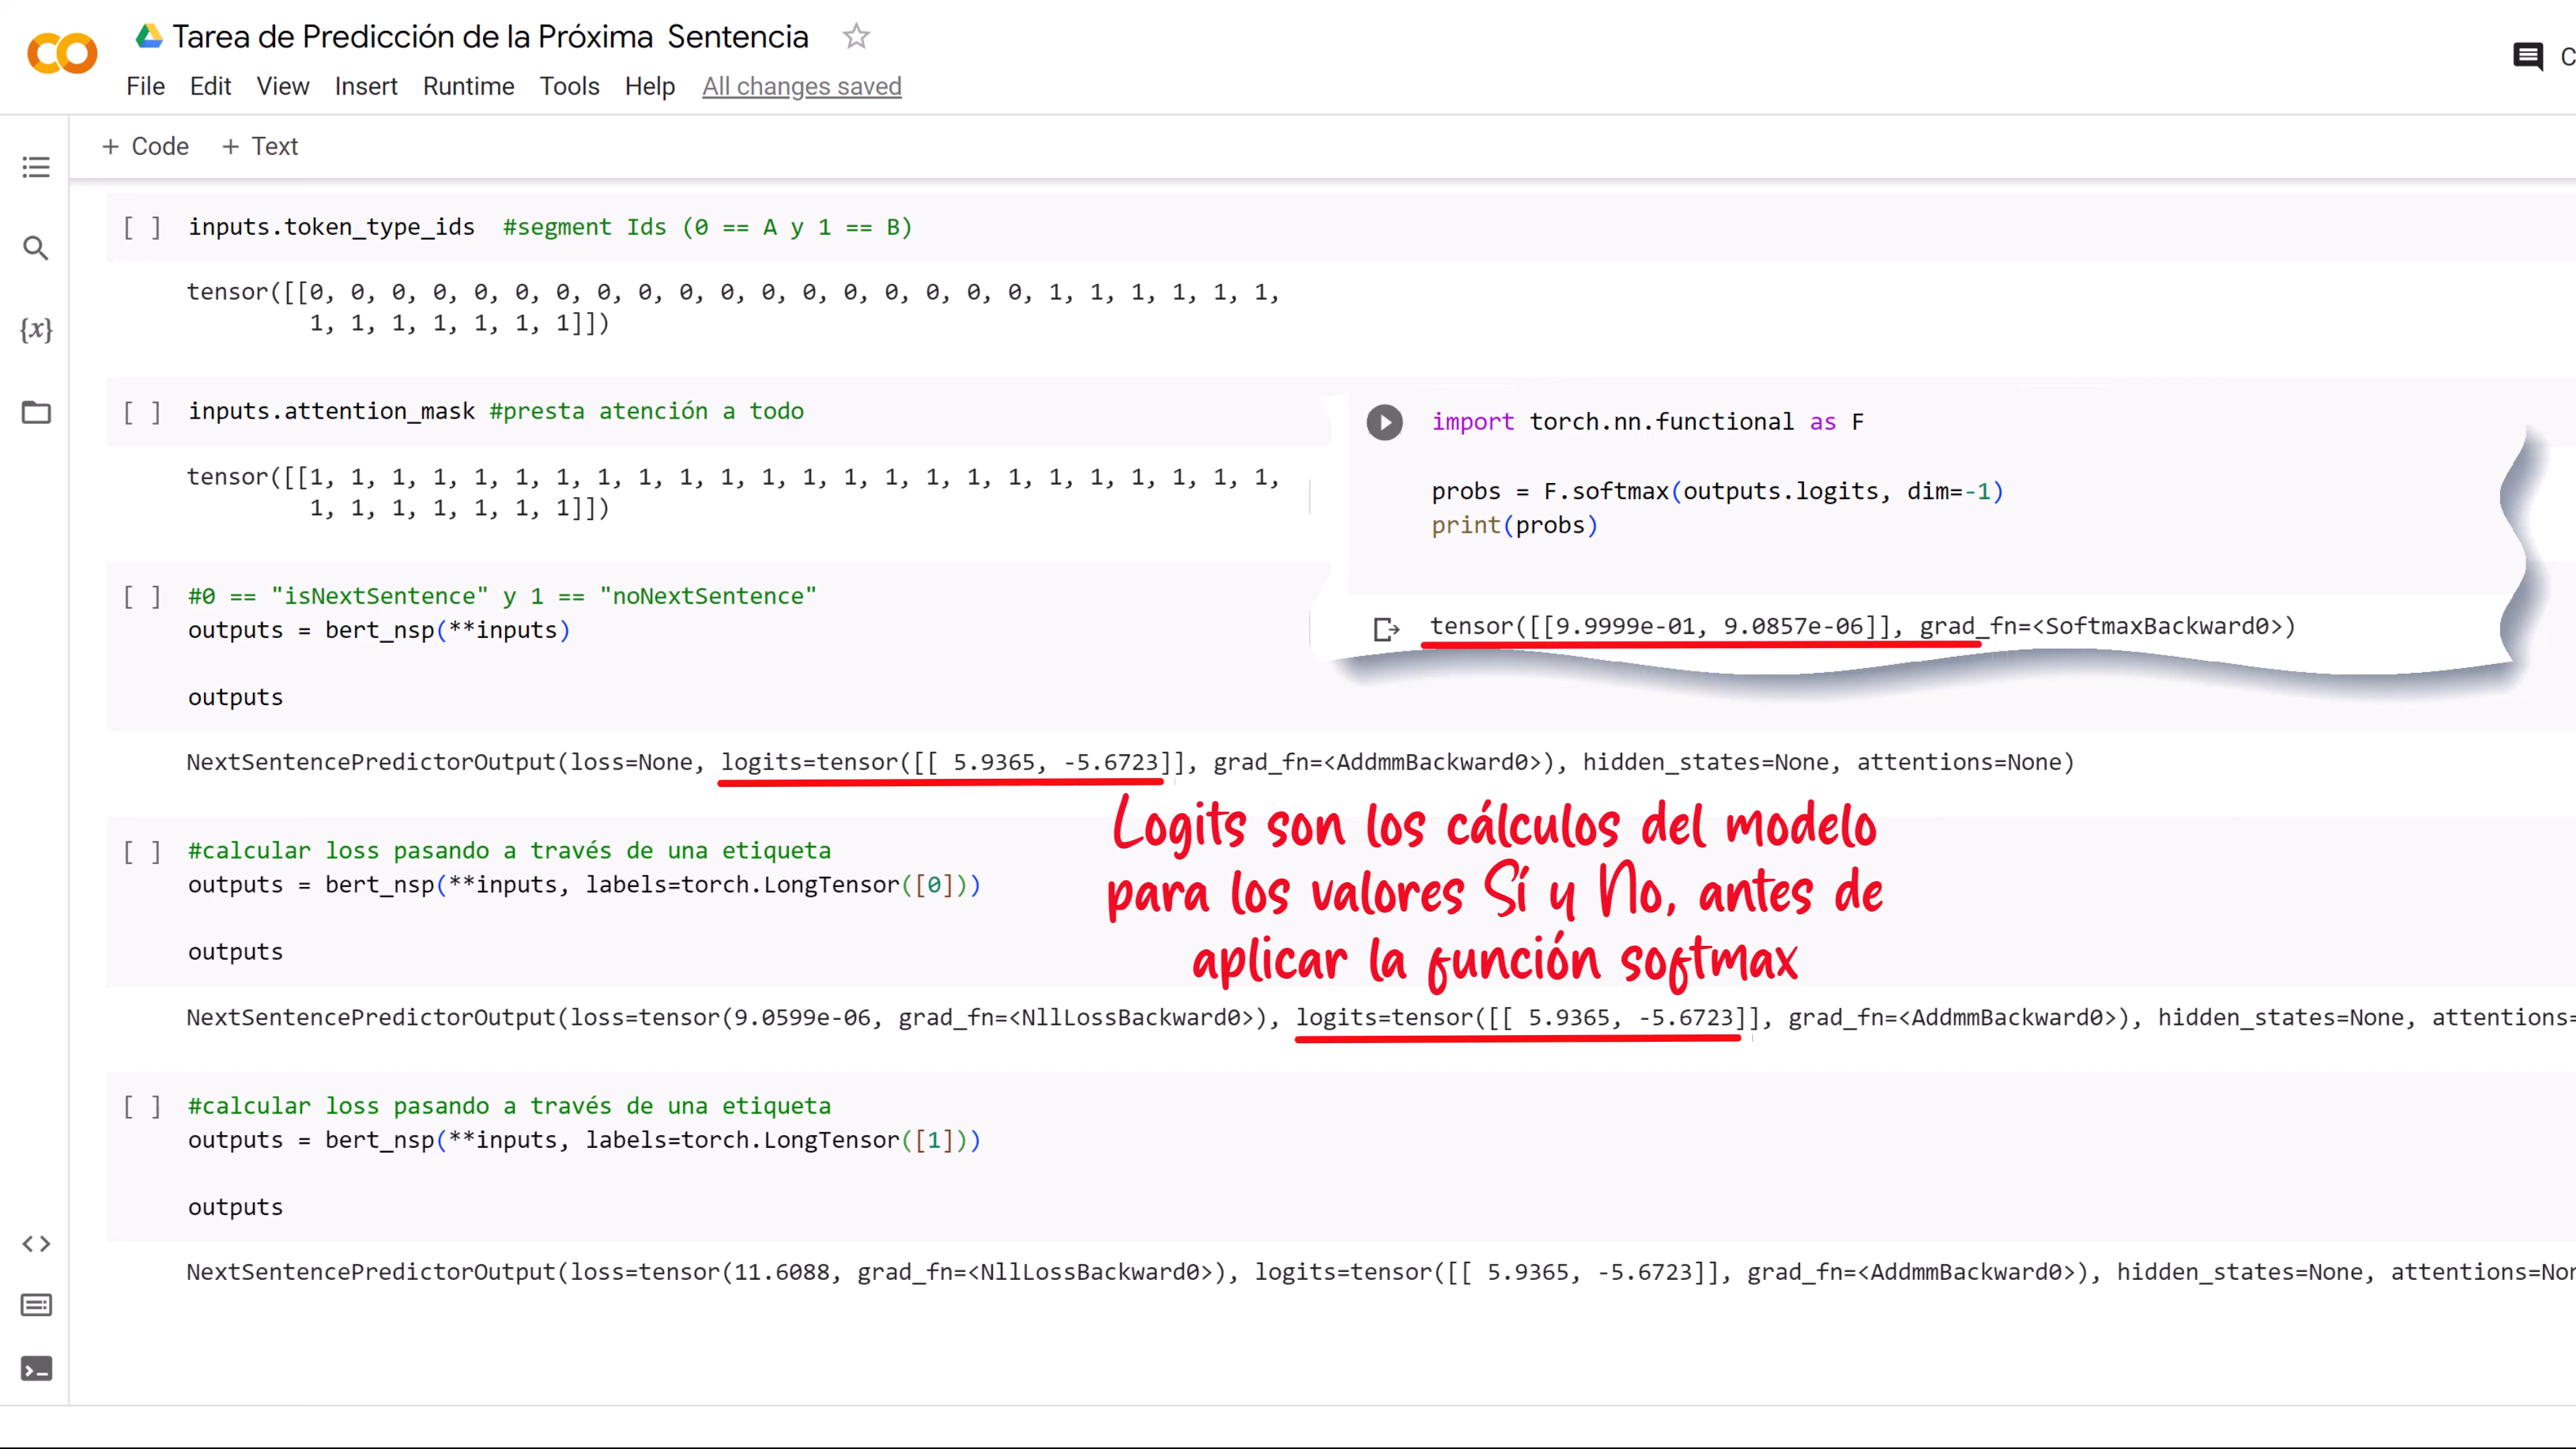 Tarea de Predicción de la Próxima Sentencia
File Edit View Insert Runtime Tools Help All changes saved
+ Code + Text
[ ] inputs.token_type_ids #segment Ids (0 == A y 1 == B)
tensor([[0, 0, 0, 0, 0, 0, 0, 0, 0, 0, 0, 0, 0, 0, 0, 0, 0, 0, 1, 1, 1, 1, 1, 1,
1, 1, 1, 1, 1, 1, 1]])
[ ] inputs.attention_mask #presta atención a todo
tensor([[1, 1, 1, 1, 1, 1, 1, 1, 1, 1, 1, 1, 1, 1, 1, 1, 1, 1, 1, 1, 1, 1, 1, 1,
1, 1, 1, 1, 1, 1, 1]])
import torch.nn.functional as F
probs = F.softmax(outputs.logits, dim=-1)
print(probs)
tensor([[9.9999e-01, 9.0857e-06]], grad_fn=<SoftmaxBackward0>)
[ ] #0 == "isNextSentence" y 1 == "noNextSentence"
outputs = bert_nsp(**inputs)
outputs
NextSentencePredictorOutput(loss=None, logits=tensor([[ 5.9365, -5.6723]], grad_fn=<AddmmBackward0>), hidden_states=None, attentions=None)
Logits son los cálculos del modelo
para los valores Sí y No, antes de
aplicar la función softmax
[ ] #calcular loss pasando a través de una etiqueta
outputs = bert_nsp(**inputs, labels=torch.LongTensor([0]))
outputs
NextSentencePredictorOutput(loss=tensor(9.0599e-06, grad_fn=<NllLossBackward0>), logits=tensor([[ 5.9365, -5.6723]], grad_fn=<AddmmBackward0>), hidden_states=None, attentions=
[ ] #calcular loss pasando a través de una etiqueta
outputs = bert_nsp(**inputs, labels=torch.LongTensor([1]))
outputs
NextSentencePredictorOutput(loss=tensor(11.6088, grad_fn=<NllLossBackward0>), logits=tensor([[ 5.9365, -5.6723]], grad_fn=<AddmmBackward0>), hidden_states=None, attentions=Non